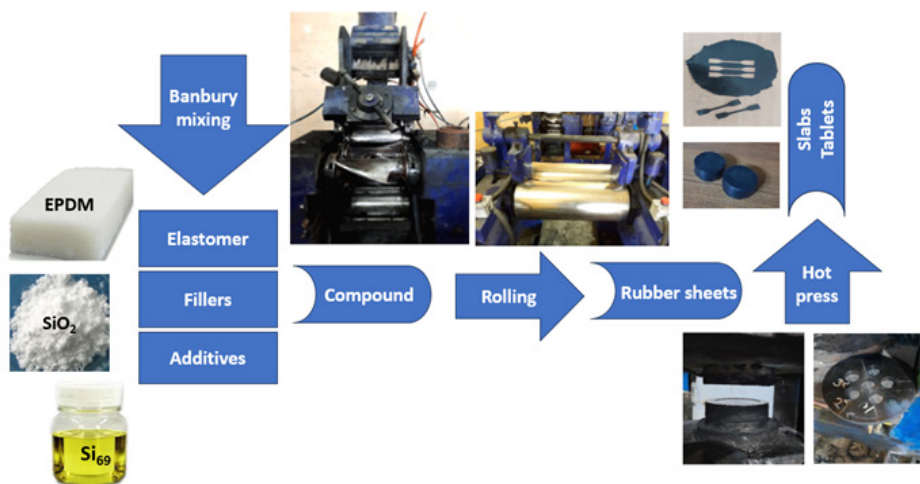 Banbury
mixing
EPDM
SiO₂
Si₆₉
Elastomer
Fillers
Additives
Compound
Rolling
Rubber sheets
Hot
press
Slabs
Tablets